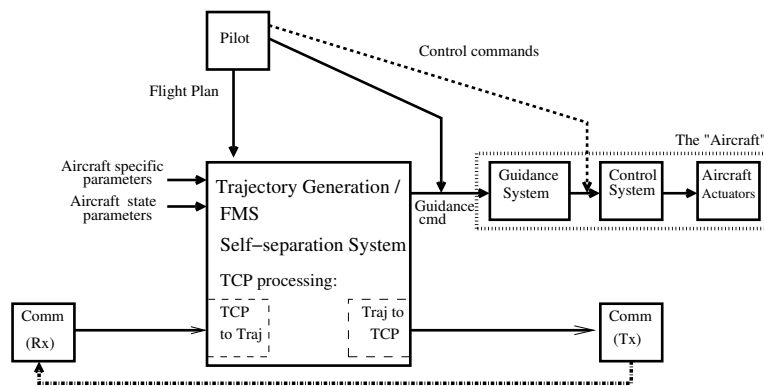 Pilot
Control commands
Flight Plan
The "Aircraft"
Aircraft specific
parameters
Aircraft state
parameters
Trajectory Generation /
FMS
Self-separation System
TCP processing:
TCP
to Traj
Traj to
TCP
Guidance
cmd
Guidance
System
Control
System
Aircraft
Actuators
Comm
(Rx)
Comm
(Tx)